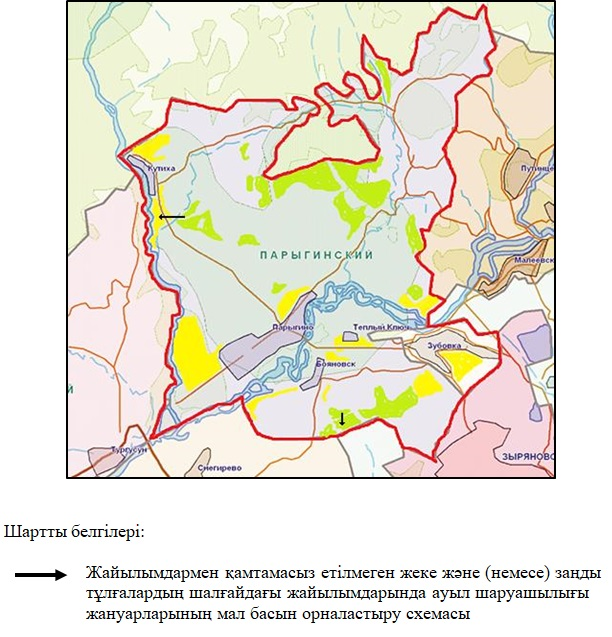 Кутиха
Путинце
Малеевск
ПАРЫГИНСКИЙ
Парыгино
Теплый Ключ
Зубовка
Бояновск
Й
Тургусун
Снегирево
ЗЫРЯНОВС
Шартты белгілері:
Жайылымдармен қамтамасыз етілмеген жеке және (немесе) заңды
тұлғалардың шалғайдағы жайылымдарында ауыл шаруашылығы
жануарларының мал басын орналастыру схемасы